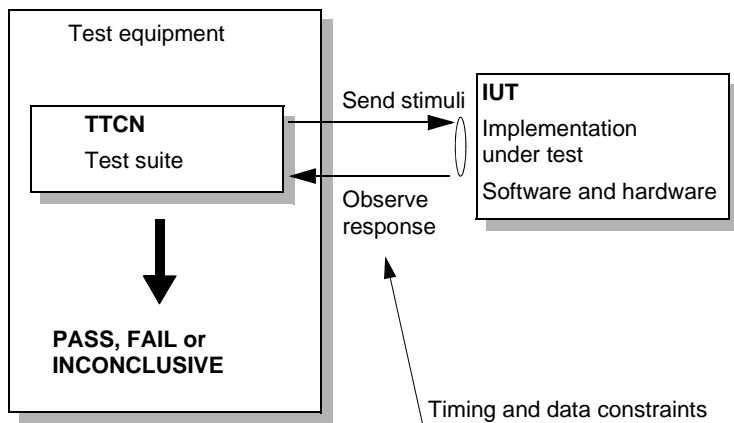 Test equipment
TTCN
Test suite
Send stimuli
Observe
response
IUT
Implementation
under test
Software and hardware
PASS, FAIL or
INCONCLUSIVE
Timing and data constraints